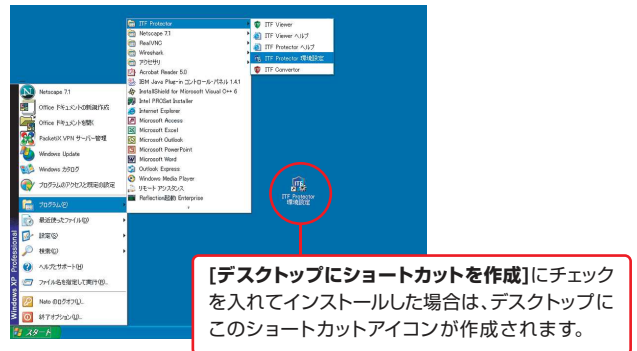 ITF Protector
Netscape 7.1
RealVNC
Wireshark
アクセサリ
Acrobat Reader 5.0
IBM Java Plug-in コントロール・パネル 1.4.1
InstallShield for Microsoft Visual C++ 6
Intel PROSet Installer
Internet Explorer
Microsoft Access
Microsoft Excel
Microsoft Outlook
Microsoft PowerPoint
Microsoft Word
Outlook Express
Windows Media Player
リモート アシスタンス
Reflection起動 Enterprise
ITF Viewer
ITF Viewer ヘルプ
ITF Protector ヘルプ
ITF Protector 環境設定
ITF Convertor
Netscape 7.1
Office ドキュメントの新規作成
Office ドキュメントを開く
PacketiX VPN サーバー管理
Windows Update
Windows カタログ
プログラムのアクセスと既定の設定
プログラム(P)
最近使ったファイル(D)
設定(S)
検索(C)
ヘルプとサポート(H)
ファイル名を指定して実行(R)...
Nato のログオフ(L)...
終了オプション(U)...
Windows XP Professional
スタート
ITF Protector
環境設定
[デスクトップにショートカットを作成]にチェック
を入れてインストールした場合は、デスクトップに
このショートカットアイコンが作成されます。